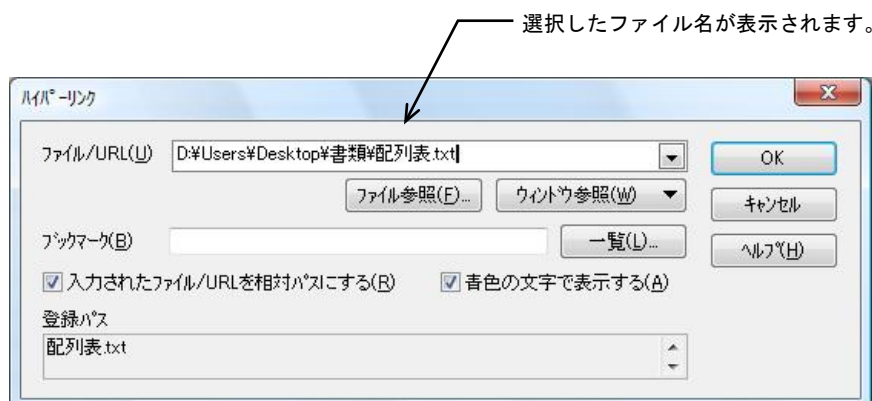 選択したファイル名が表示されます。
ﾊｲﾊﾟｰﾘﾝｸ
ファイル/URL(U) D:¥Users¥Desktop¥書類¥配列表.txt OK
ファイル参照(F)... ウィンドウ参照(W) キャンセル
ﾌﾞｯｸﾏｰｸ(B) 一覧(L)... ﾍﾙﾌﾟ(H)
入力されたファイル/URLを相対ﾊﾟｽにする(R) 青色の文字で表示する(A)
登録ﾊﾟｽ
配列表.txt